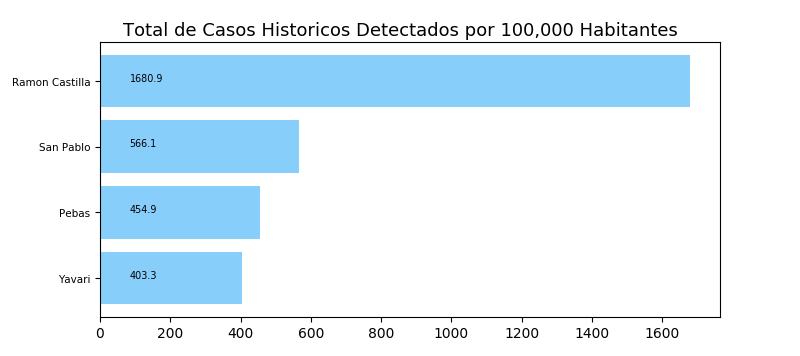 Total de Casos Historicos Detectados por 100,000 Habitantes
Ramon Castilla 1680.9
San Pablo 566.1
Pebas 454.9
Yavari 403.3
0 200 400 600 800 1000 1200 1400 1600